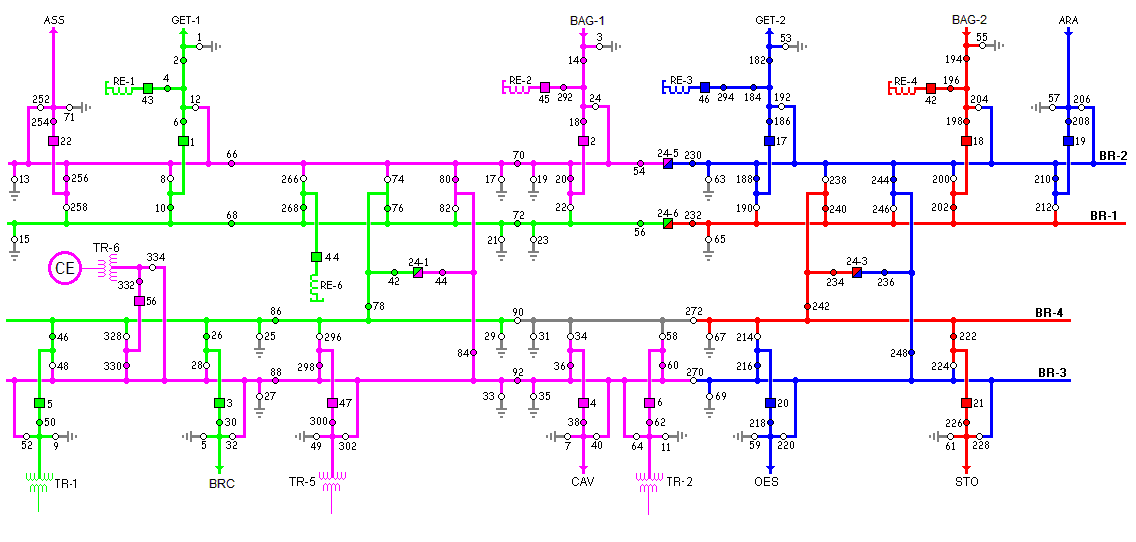 ASS GET-1 BAG-1 GET-2 BAG-2 ARA
1 3 53 55
2 14 182 194
RE-1 4 RE-2 RE-3 RE-4 196
43 45 292 46 294 184 42
252 71 12 24 192 204 57 206
254 6 18 186 198 208
22 1 2 17 18 19
66 70 54 24-5 230 BR-2
13 256 8 266 74 80 17 19 20 63 188 238 244 200 210
258 10 268 76 82 22 190 240 246 202 212
68 72 56 24-6 232 BR-1
15 21 23 65
TR-6 334 44 24-1 24-3
CE 332 42 44 234 236
56 RE-6
78 242
86 90 272 BR-4
46 328 26 25 296 29 31 34 58 67 214 222
48 330 28 298 84 36 60 216 248 224
88 92 270 BR-3
27 33 35 69
5 3 47 4 6 20 21
50 30 300 38 62 218 226
52 9 5 32 49 302 7 40 64 11 59 220 61 228
TR-1 BRC TR-5 CAV TR-2 OES STO